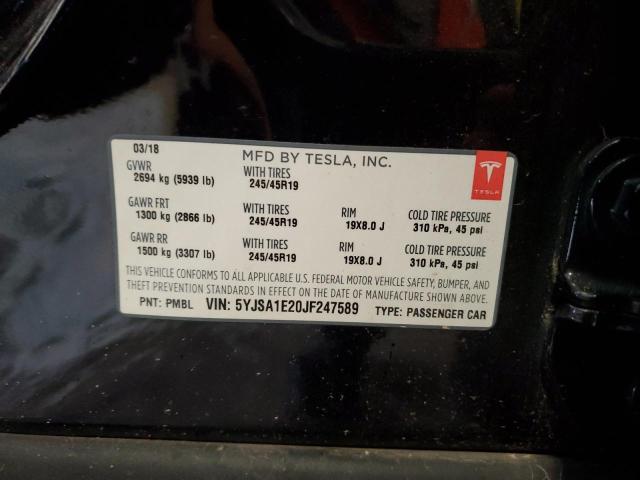 03/18 MFD BY TESLA, INC.
GVWR WITH TIRES
2694 kg (5939 lb) 245/45R19
TESLA
GAWR FRT WITH TIRES RIM COLD TIRE PRESSURE
1300 kg (2866 lb) 245/45R19 19X8.0 J 310 kPa, 45 psi
GAWR RR WITH TIRES RIM COLD TIRE PRESSURE
1500 kg (3307 lb) 245/45R19 19X8.0 J 310 kPa, 45 psi
THIS VEHICLE CONFORMS TO ALL APPLICABLE U.S. FEDERAL MOTOR VEHICLE SAFETY, BUMPER, AND
THEFT PREVENTION STANDARDS IN EFFECT ON THE DATE OF MANUFACTURE SHOWN ABOVE.
PNT: PMBL VIN: 5YJSA1E20JF247589 TYPE: PASSENGER CAR